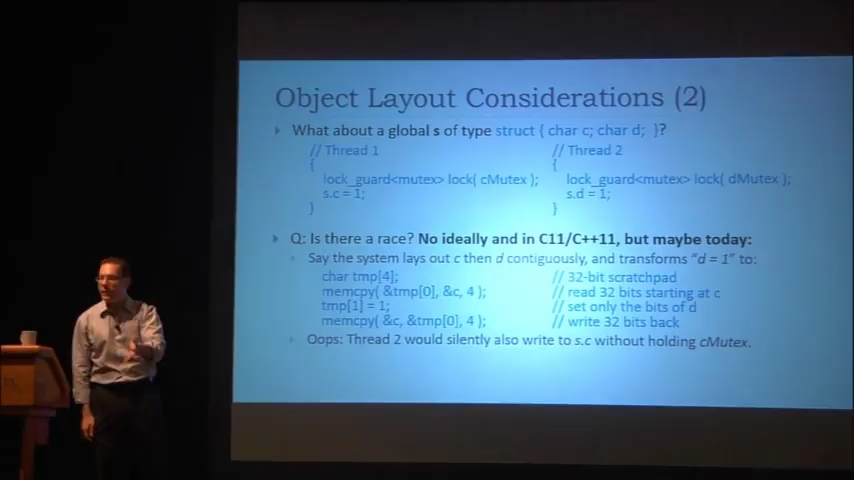 Object Layout Considerations (2)
What about a global s of type struct { char c; char d; }?
// Thread 1
{
lock_guard<mutex> lock( cMutex );
s.c = 1;
}
// Thread 2
{
lock_guard<mutex> lock( dMutex );
s.d = 1;
}
Q: Is there a race? No ideally and in C11/C++11, but maybe today:
Say the system lays out c then d contiguously, and transforms "d = 1" to:
char tmp[4]; // 32-bit scratchpad
memcpy( &tmp[0], &c, 4 ); // read 32 bits starting at c
tmp[1] = 1; // set only the bits of d
memcpy( &c, &tmp[0], 4 ); // write 32 bits back
Oops: Thread 2 would silently also write to s.c without holding cMutex.